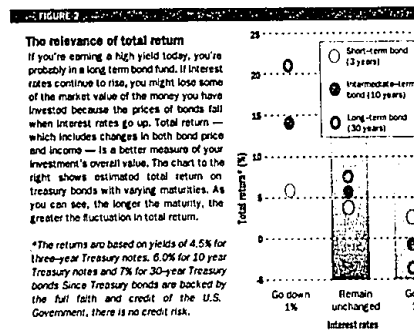 FIGURE 2
The relevance of total return
If you're earning a high yield today, you're
probably in a long term bond fund. If interest
rates continue to rise, you might lose some
of the market value of the money you have
invested because the prices of bonds fall
when interest rates go up. Total return —
which includes changes in both bond price
and income — is a better measure of your
investment's overall value. The chart to the
right shows estimated total return on
treasury bonds with varying maturities. As
you can see, the longer the maturity, the
greater the fluctuation in total return.
*The returns are based on yields of 4.5% for
three-year Treasury notes, 6.0% for 10 year
Treasury notes and 7% for 30-year Treasury
bonds Since Treasury bonds are backed by
the full faith and credit of the U.S.
Government, there is no credit risk.
Total return* (%)
25
20
15
10
5
0
-5
Short-term bond
(3 years)
Intermediate-term
bond (10 years)
Long-term bond
(30 years)
Go down
1%
Remain
unchanged
Go
Interest rates